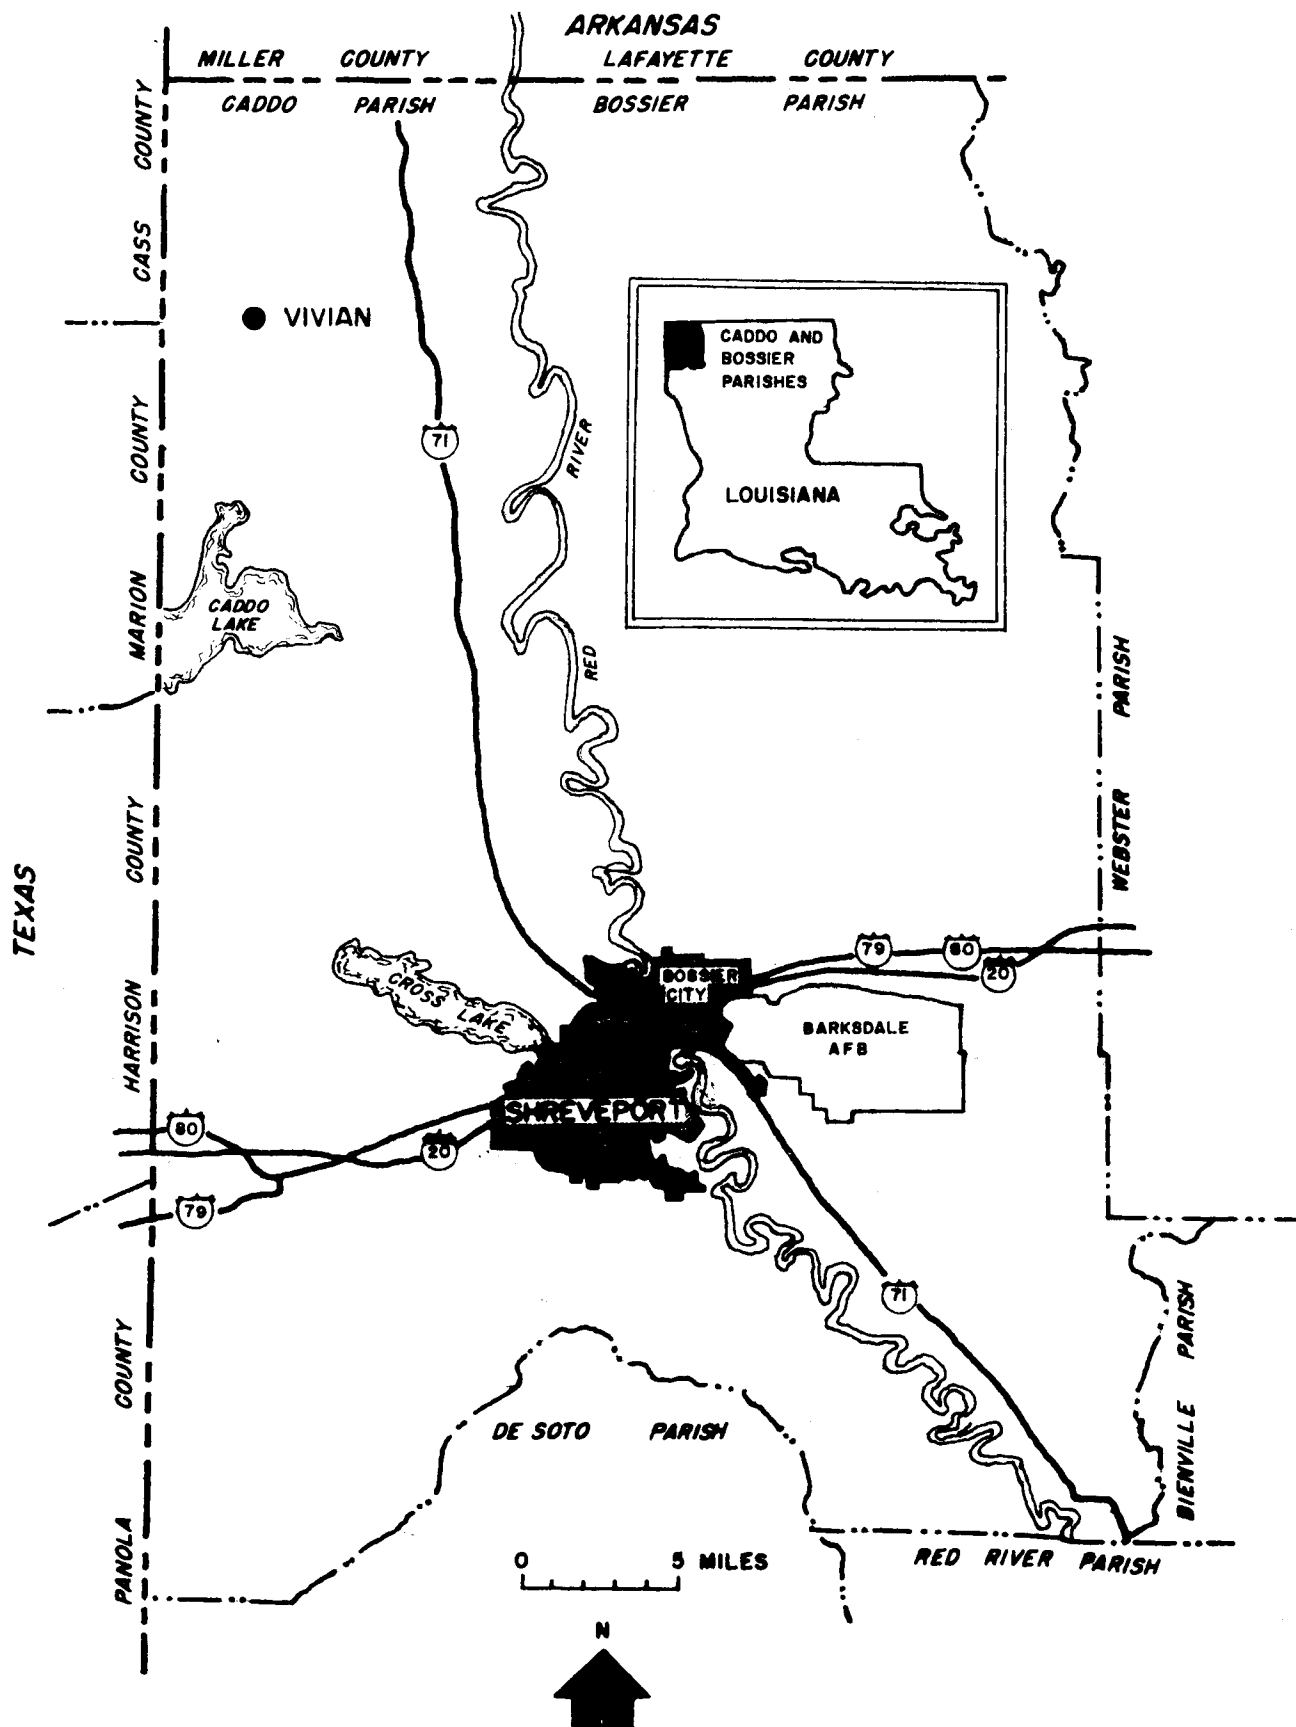 ARKANSAS
MILLER COUNTY LAFAYETTE COUNTY
CADDO PARISH BOSSIER PARISH
CASS COUNTY
VIVIAN
CADDO AND
BOSSIER
PARISHES
LOUISIANA
71
RIVER
RED
MARION COUNTY
CADDO
LAKE
WEBSTER PARISH
TEXAS
HARRISON COUNTY
CROSS
LAKE
BOSSIER
CITY
79
80
20
BARKSDALE
AFB
SHREVEPORT
80
20
79
71
BIENVILLE PARISH
PANOLA COUNTY
DE SOTO PARISH
RED RIVER PARISH
0 5 MILES
N